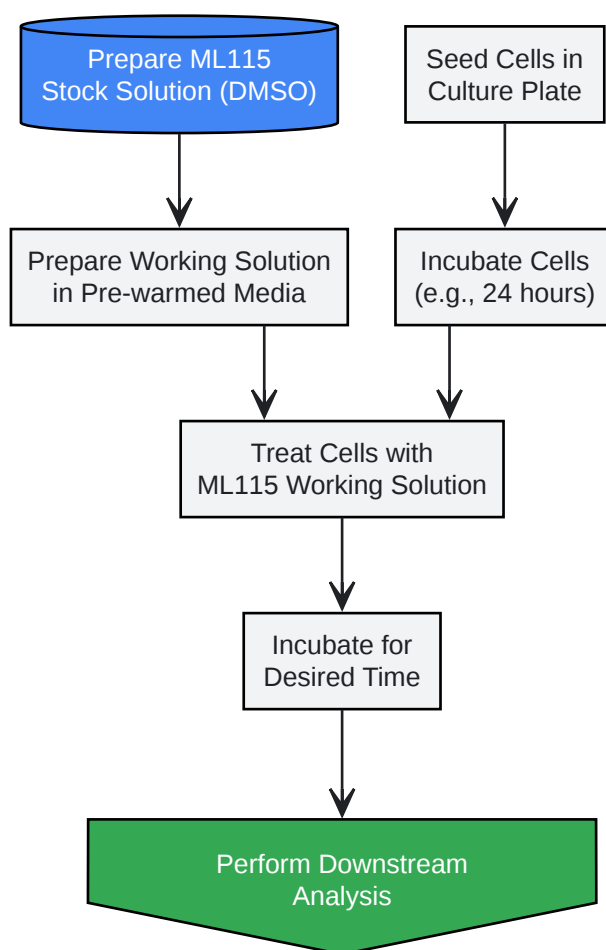 Prepare ML115
Stock Solution (DMSO)
Seed Cells in
Culture Plate
Prepare Working Solution
in Pre-warmed Media
Incubate Cells
(e.g., 24 hours)
Treat Cells with
ML115 Working Solution
Incubate for
Desired Time
Perform Downstream
Analysis